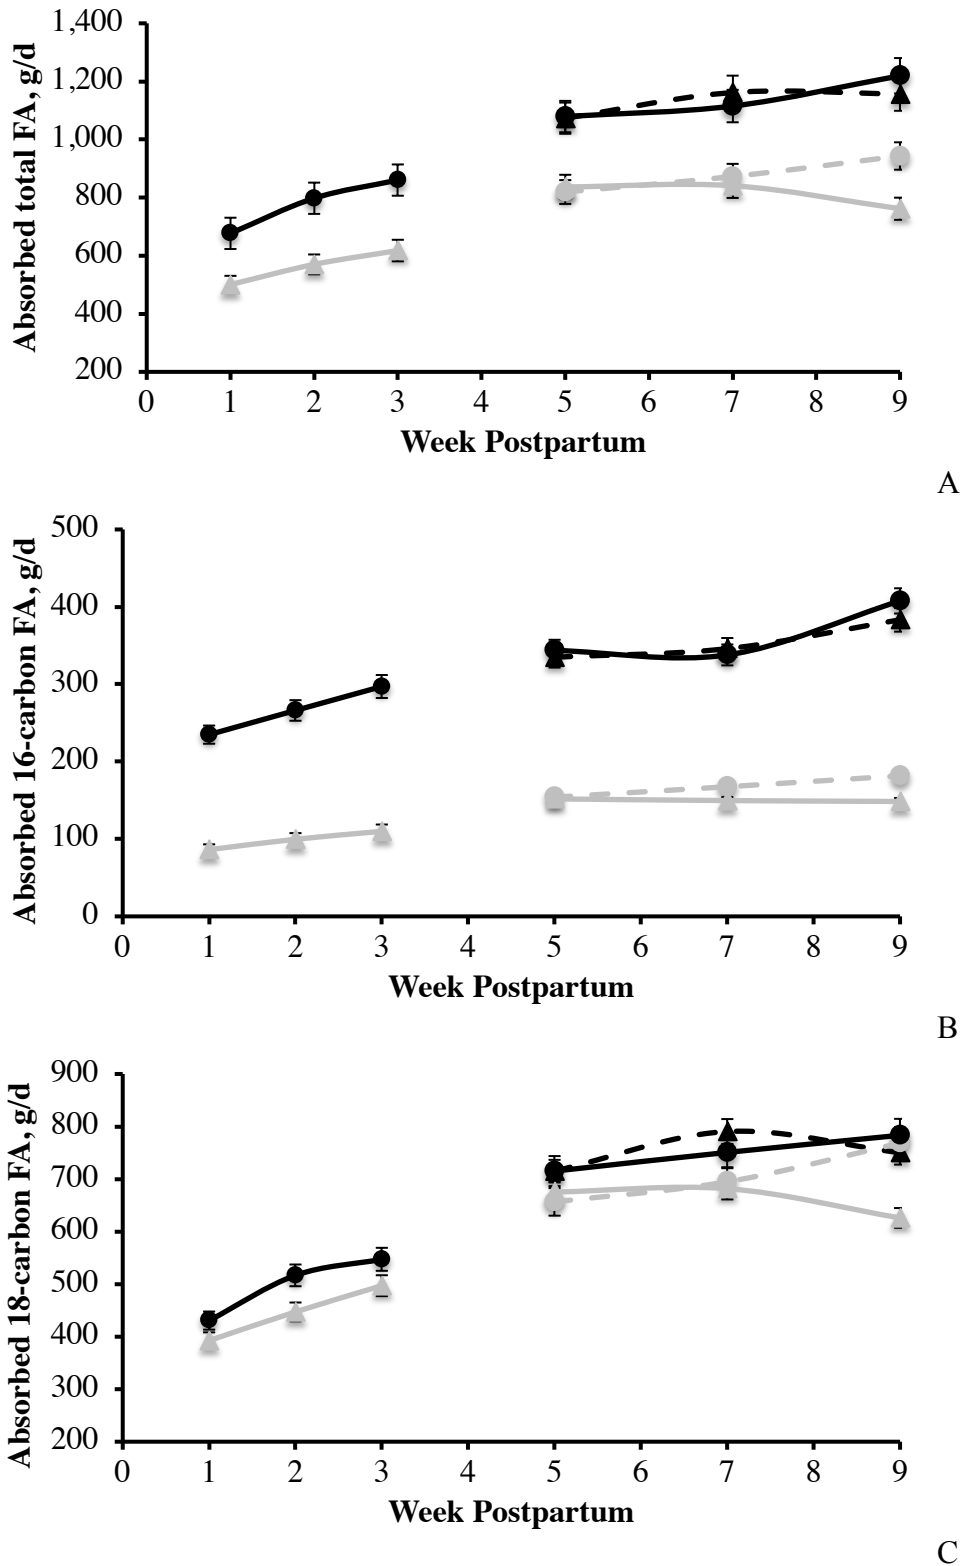 Absorbed total FA, g/d
1,400
1,200
1,000
800
600
400
200
0 1 2 3 4 5 6 7 8 9
Week Postpartum
A
Absorbed 16-carbon FA, g/d
500
400
300
200
100
0
0 1 2 3 4 5 6 7 8 9
Week Postpartum
B
Absorbed 18-carbon FA, g/d
900
800
700
600
500
400
300
200
0 1 2 3 4 5 6 7 8 9
Week Postpartum
C